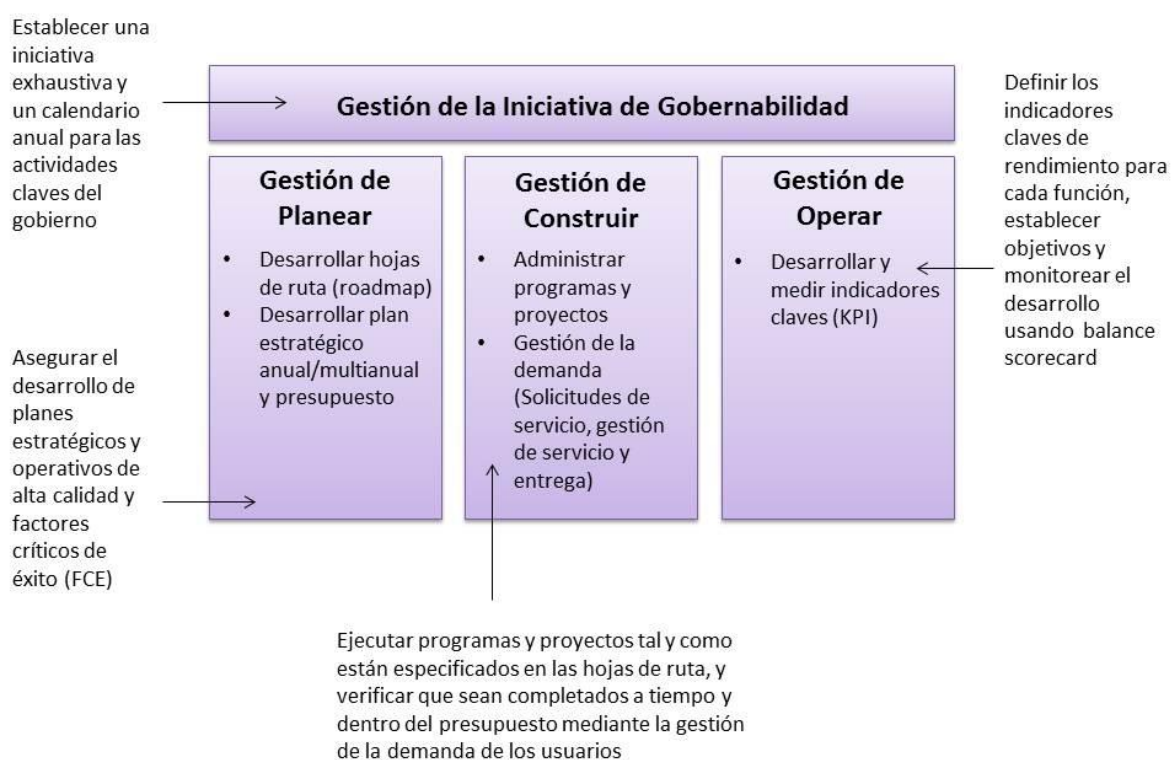 Establecer una
iniciativa
exhaustiva y
un calendario
anual para las
actividades
claves del
gobierno
Gestión de la Iniciativa de Gobernabilidad
Definir los
indicadores
claves de
rendimiento para
cada función,
establecer
objetivos y
monitorear el
desarrollo
usando balance
scorecard
Gestión de
Planear
• Desarrollar hojas
de ruta (roadmap)
• Desarrollar plan
estratégico
anual/multianual
y presupuesto
Gestión de
Construir
• Administrar
programas y
proyectos
• Gestión de la
demanda
(Solicitudes de
servicio, gestión
de servicio y
entrega)
Gestión de
Operar
• Desarrollar y
medir indicadores
claves (KPI)
Asegurar el
desarrollo de
planes
estratégicos y
operativos de
alta calidad y
factores
críticos de
éxito (FCE)
Ejecutar programas y proyectos tal y como
están especificados en las hojas de ruta, y
verificar que sean completados a tiempo y
dentro del presupuesto mediante la gestión
de la demanda de los usuarios